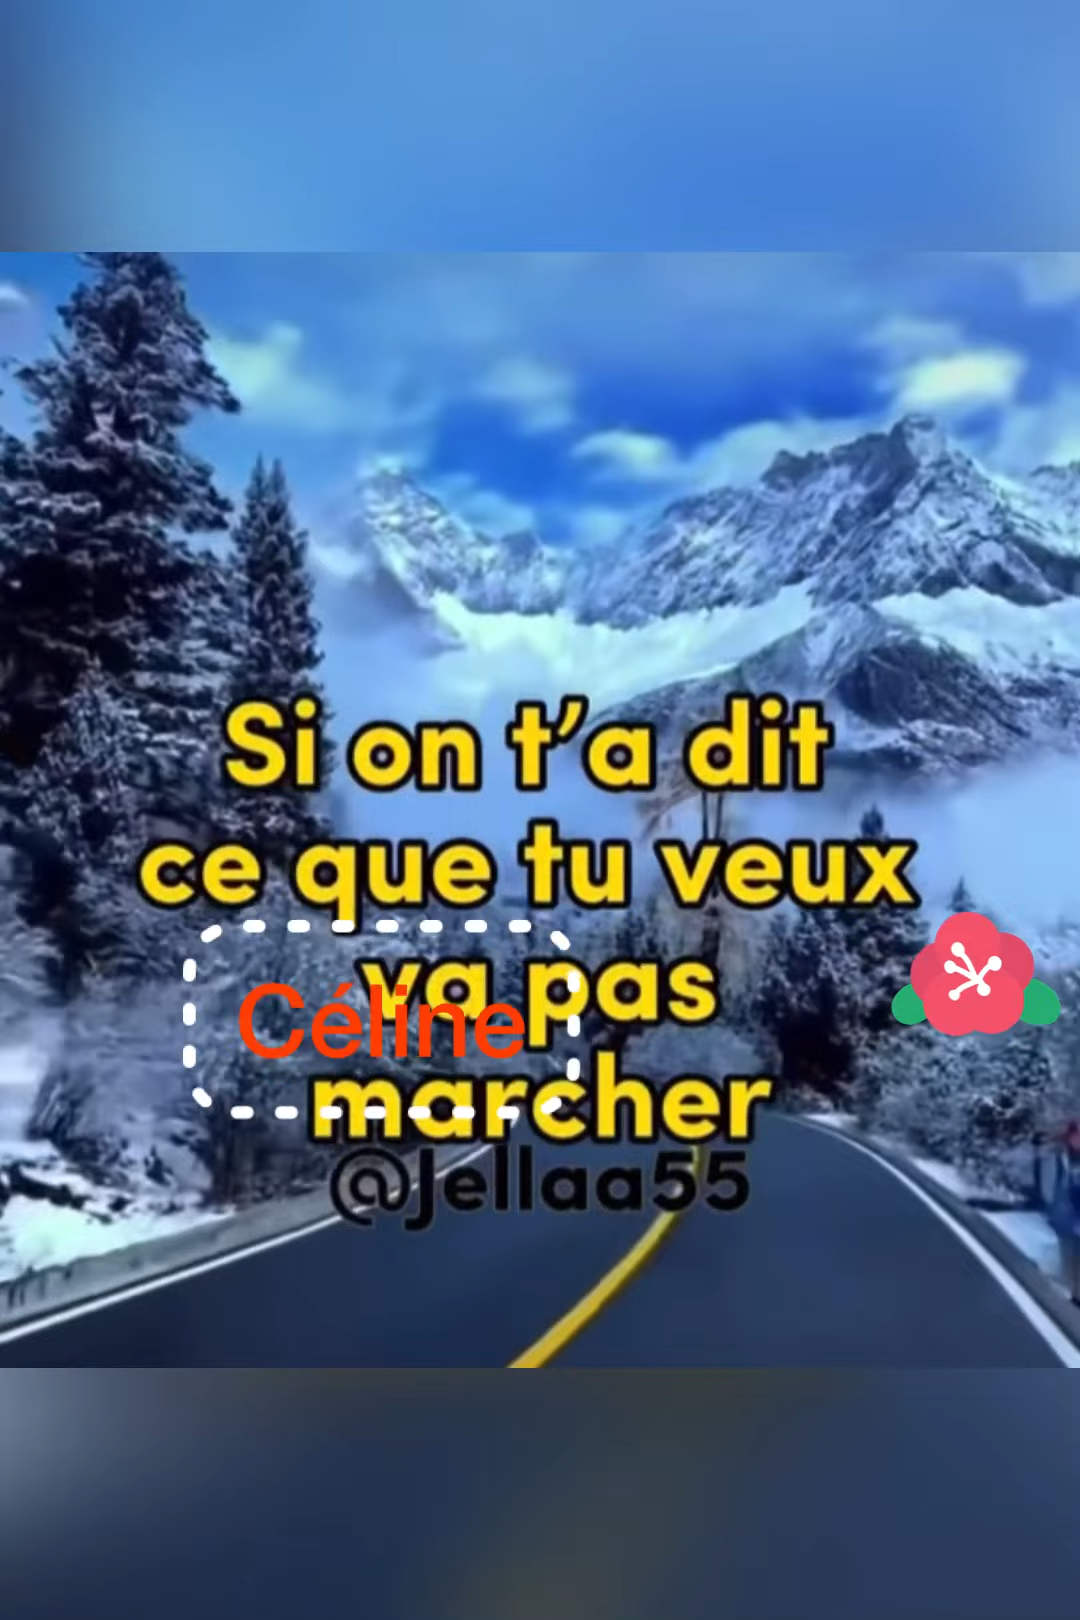 Si on t’a dit
ce que tu veux
va pas
Céline
marcher
@Jellaa55